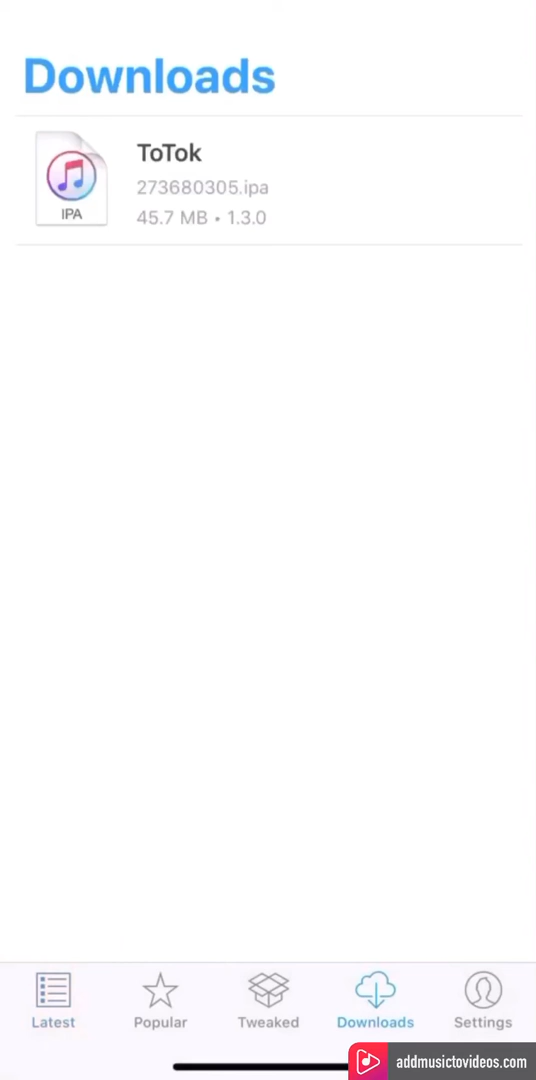 Downloads
ToTok
273680305.ipa
45.7 MB • 1.3.0
IPA
Latest
Popular
Tweaked
Downloads
Settings
addmusictovideos.com